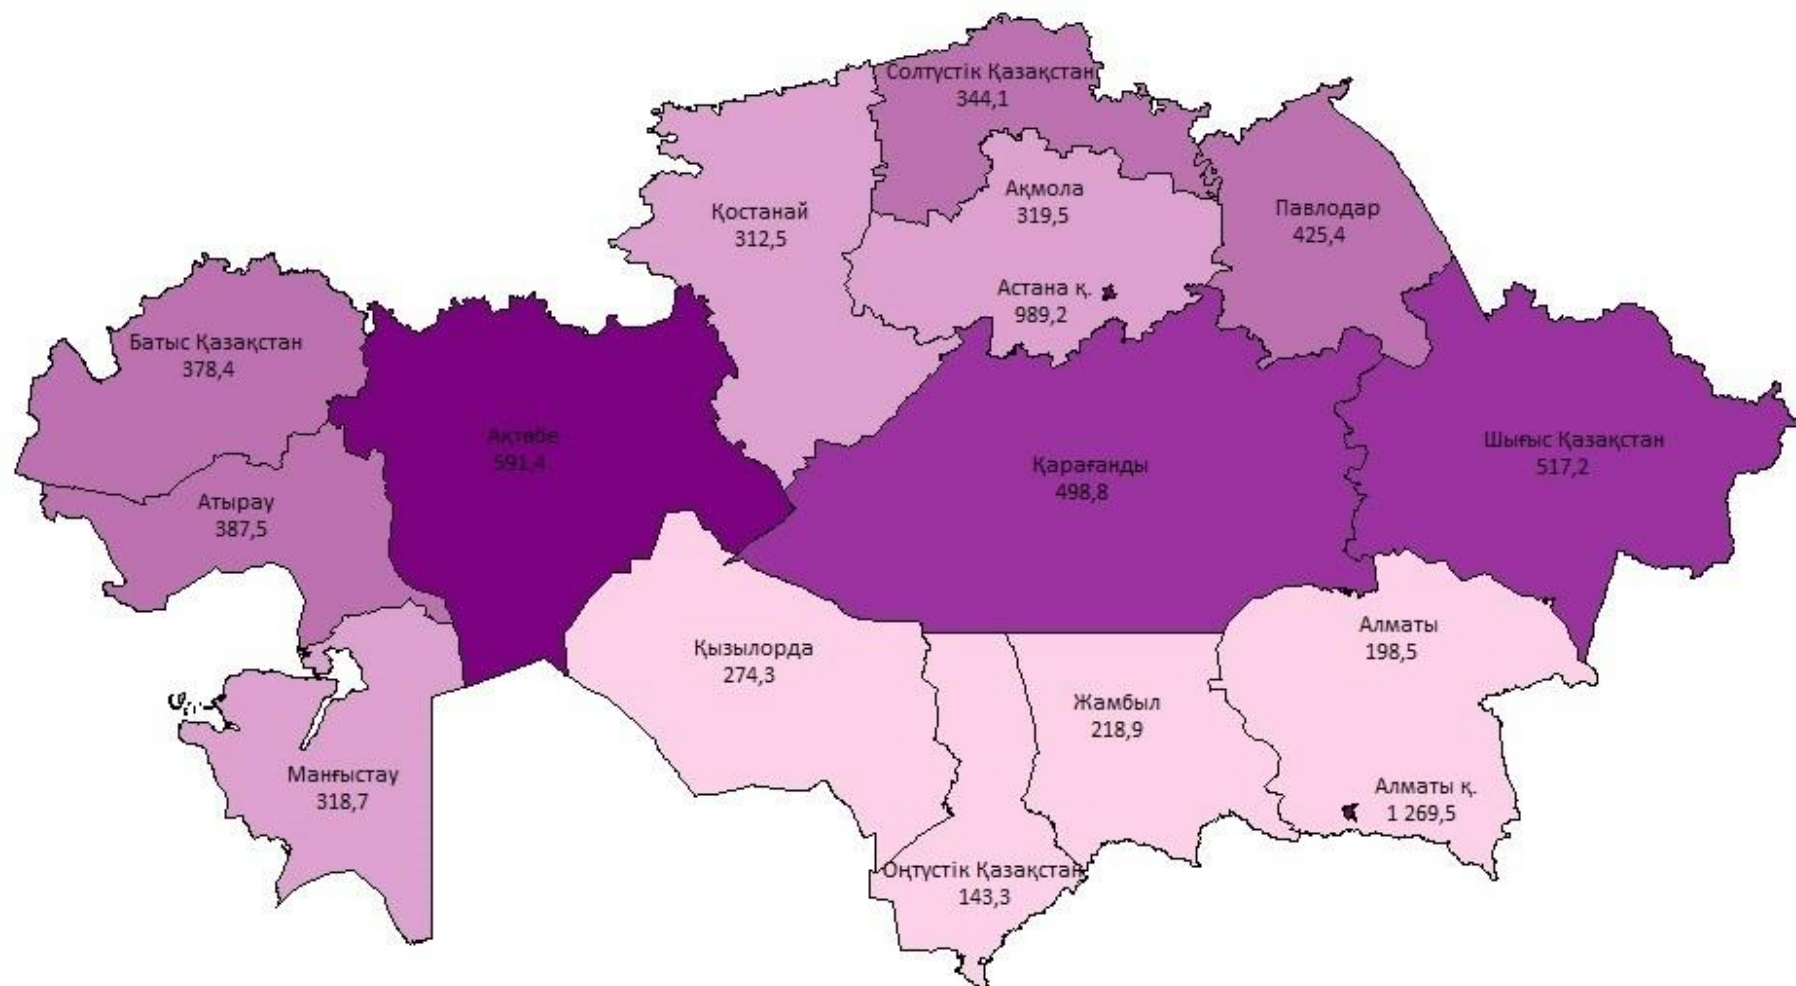 Солтүстік Қазақстан
344,1
Ақмола
319,5
Қостанай
312,5
Павлодар
425,4
Астана қ.
989,2
Батыс Қазақстан
378,4
Ақтөбе
591,4
Шығыс Қазақстан
517,2
Қарағанды
498,8
Атырау
387,5
Алматы
198,5
Қызылорда
274,3
Жамбыл
218,9
Манғыстау
318,7
Алматы қ.
1 269,5
Оңтүстік Қазақстан
143,3